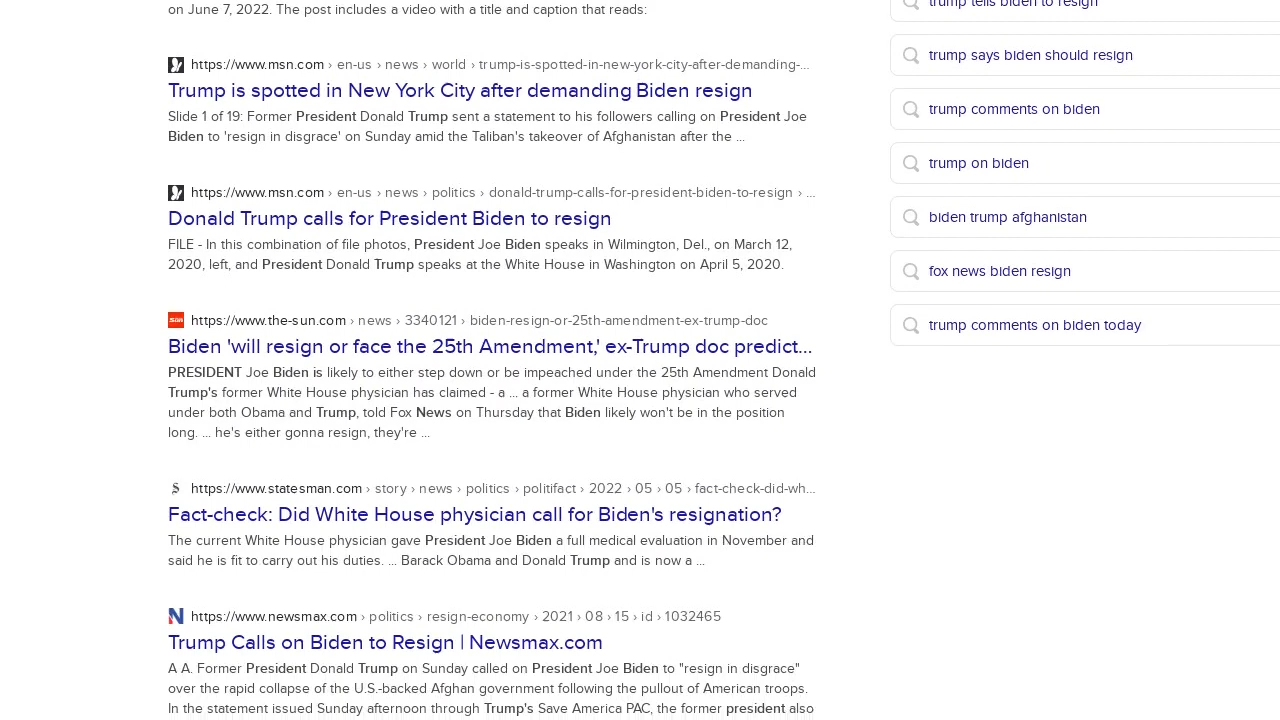 on June 7, 2022. The post includes a video with a title and caption that reads:
https://www.msn.com › en-us › news › world › trump-is-spotted-in-new-york-city-after-demanding-...
Trump is spotted in New York City after demanding Biden resign
Slide 1 of 19: Former President Donald Trump sent a statement to his followers calling on President Joe
Biden to 'resign in disgrace' on Sunday amid the Taliban's takeover of Afghanistan after the ...
https://www.msn.com › en-us › news › politics › donald-trump-calls-for-president-biden-to-resign › ...
Donald Trump calls for President Biden to resign
FILE - In this combination of file photos, President Joe Biden speaks in Wilmington, Del., on March 12,
2020, left, and President Donald Trump speaks at the White House in Washington on April 5, 2020.
https://www.the-sun.com › news › 3340121 › biden-resign-or-25th-amendment-ex-trump-doc
Biden 'will resign or face the 25th Amendment,' ex-Trump doc predict...
PRESIDENT Joe Biden is likely to either step down or be impeached under the 25th Amendment Donald
Trump's former White House physician has claimed - a ... a former White House physician who served
under both Obama and Trump, told Fox News on Thursday that Biden likely won't be in the position
long. ... he's either gonna resign, they're ...
https://www.statesman.com › story › news › politics › politifact › 2022 › 05 › 05 › fact-check-did-wh...
Fact-check: Did White House physician call for Biden's resignation?
The current White House physician gave President Joe Biden a full medical evaluation in November and
said he is fit to carry out his duties. ... Barack Obama and Donald Trump and is now a ...
https://www.newsmax.com › politics › resign-economy › 2021 › 08 › 15 › id › 1032465
Trump Calls on Biden to Resign | Newsmax.com
A A. Former President Donald Trump on Sunday called on President Joe Biden to "resign in disgrace"
over the rapid collapse of the U.S.-backed Afghan government following the pullout of American troops.
In the statement issued Sunday afternoon through Trump's Save America PAC, the former president also
trump tells biden to resign
trump says biden should resign
trump comments on biden
trump on biden
biden trump afghanistan
fox news biden resign
trump comments on biden today